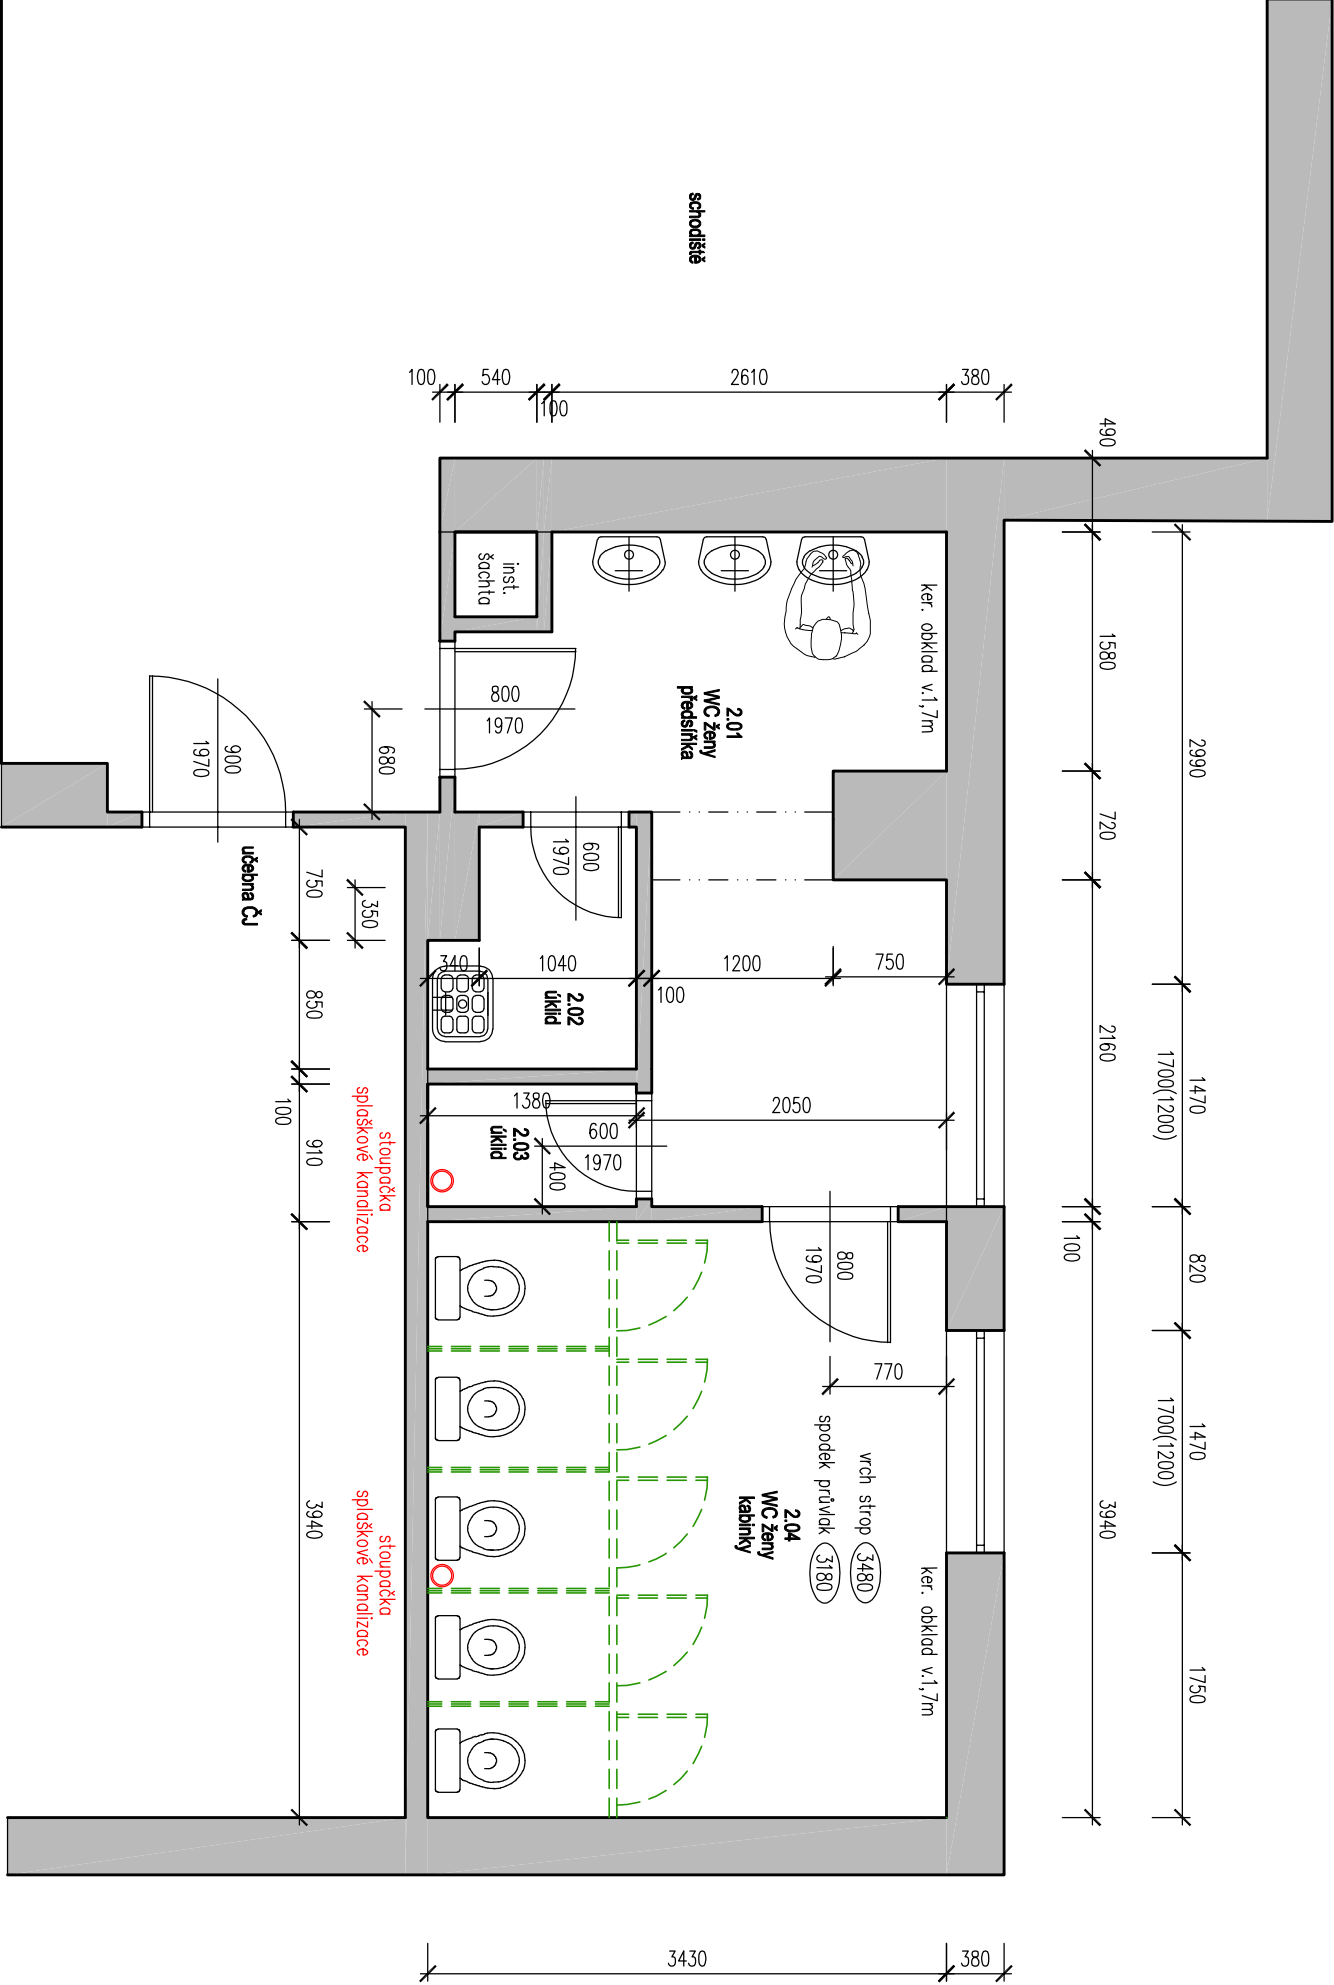 schodiště
100
540
100
2610
380
490
1580
720
2160
100
3940
2990
1470
1700(1200)
820
1470
1700(1200)
1750
inst.
šachta
ker. obklad v.1,7m
2.01
WC ženy
předsíňka
800
1970
680
900
1970
učebna ČJ
600
1970
750
350
850
100
910
3940
340
1040
100
1200
750
2.02
úklid
1380
2050
2.03
úklid
600
1970
400
stoupačka
splaškové kanalizace
800
1970
770
vrch strop 3480
spodek průvlak 3180
2.04
WC ženy
kabinky
ker. obklad v.1,7m
stoupačka
splaškové kanalizace
3430
380